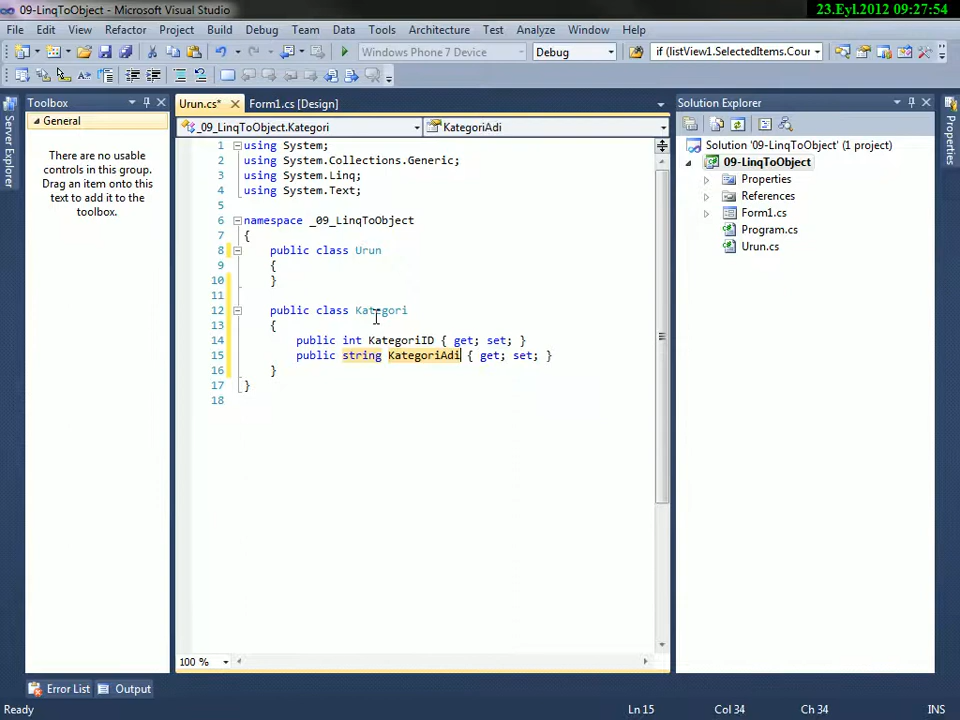 09-LinqToObject - Microsoft Visual Studio
23.Eyl.2012 09:27:54
File Edit View Refactor Project Build Debug Team Data Tools Architecture Test Analyze Window Help
Windows Phone 7 Device Debug if (listView1.SelectedItems.Cour
Toolbox
General
There are no usable
controls in this group.
Drag an item onto this
text to add it to the
toolbox.
Server Explorer
Urun.cs* Form1.cs [Design]
_09_LinqToObject.Kategori KategoriAdi
1 using System;
2 using System.Collections.Generic;
3 using System.Linq;
4 using System.Text;
5
6 namespace _09_LinqToObject
7 {
8 public class Urun
9 {
10 }
11
12 public class Kategori
13 {
14 public int KategoriID { get; set; }
15 public string KategoriAdi { get; set; }
16 }
17 }
18
100 %
Solution Explorer
Solution '09-LinqToObject' (1 project)
09-LinqToObject
Properties
References
Form1.cs
Program.cs
Urun.cs
Properties
Error List Output
Ready Ln 15 Col 34 Ch 34 INS